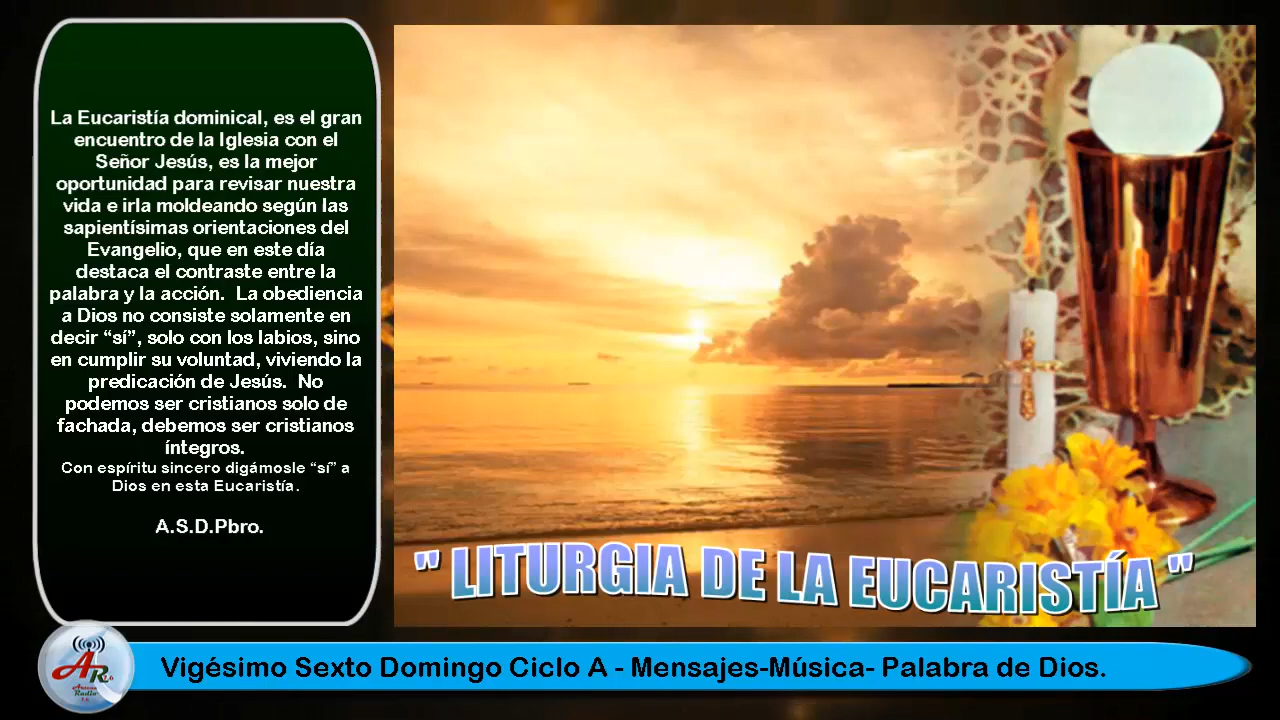 La Eucaristía dominical, es el gran
encuentro de la Iglesia con el
Señor Jesús, es la mejor
oportunidad para revisar nuestra
vida e irla moldeando según las
sapientísimas orientaciones del
Evangelio, que en este día
destaca el contraste entre la
palabra y la acción.  La obediencia
a Dios no consiste solamente en
decir “sí”, solo con los labios, sino
en cumplir su voluntad, viviendo la
predicación de Jesús.  No
podemos ser cristianos solo de
fachada, debemos ser cristianos
íntegros.
Con espíritu sincero digámosle “sí” a
Dios en esta Eucaristía.
A.S.D.Pbro.
" LITURGIA DE LA EUCARISTÍA "
AR
Radio
Vigésimo Sexto Domingo Ciclo A - Mensajes-Música- Palabra de Dios.